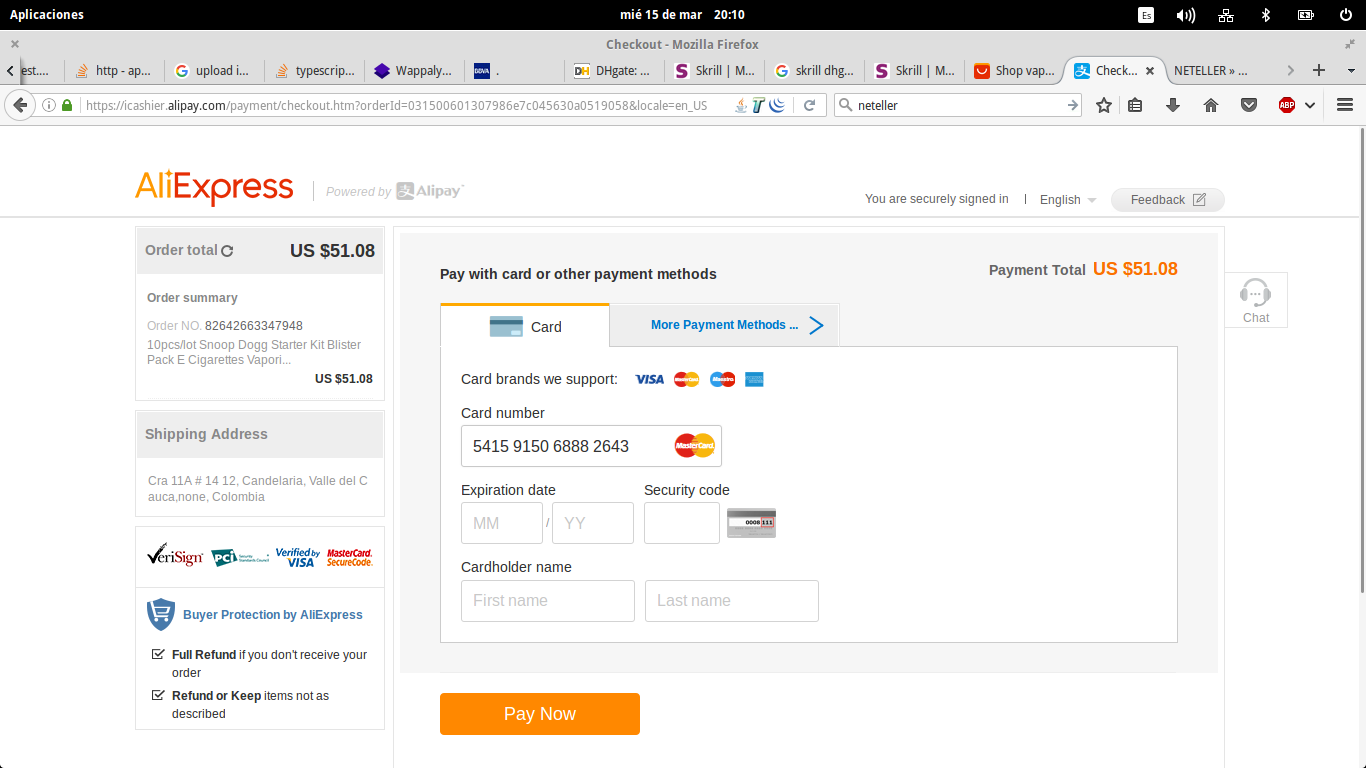 Aplicaciones
mié 15 de mar 20:10
Es
Checkout - Mozilla Firefox
est....
http - ap...
upload i...
typescrip...
Wappaly...
BBVA .
DHgate: ...
Skrill | M...
skrill dhg...
Skrill | M...
Shop vap...
Check...
NETELLER » ...
https://icashier.alipay.com/payment/checkout.htm?orderId=031500601307986e7c045630a0519058&locale=en_US
neteller
ABP
AliExpress
Powered by Alipay
You are securely signed in
English
Feedback
Order total US $51.08
Order summary
Order NO. 82642663347948
10pcs/lot Snoop Dogg Starter Kit Blister
Pack E Cigarettes Vapori...
US $51.08
Shipping Address
Cra 11A # 14 12, Candelaria, Valle del C
auca,none, Colombia
VeriSign
PCi
Security
Standards Council
Verified by
VISA
MasterCard.
SecureCode.
Buyer Protection by AliExpress
Full Refund if you don't receive your
order
Refund or Keep items not as
described
Pay with card or other payment methods
Payment Total US $51.08
Card
More Payment Methods ...
Card brands we support: VISA MasterCard Maestro
Card number
5415 9150 6888 2643 MasterCard
Expiration date
Security code
MM / YY
0008 111
Cardholder name
First name
Last name
Pay Now
Chat